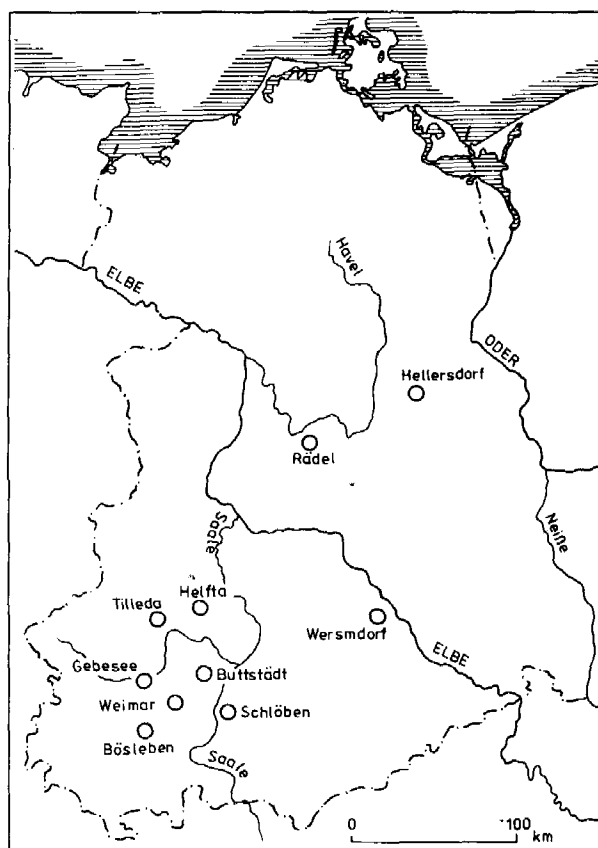 Havel
ELBE
ODER
Hellersdorf
Rädel
Neiße
Saale
Helfta
Tilleda
Wersmdorf
ELBE
Gebesee
Buttstädt
Weimar
Schlöben
Bösleben
Saale
0 100
km